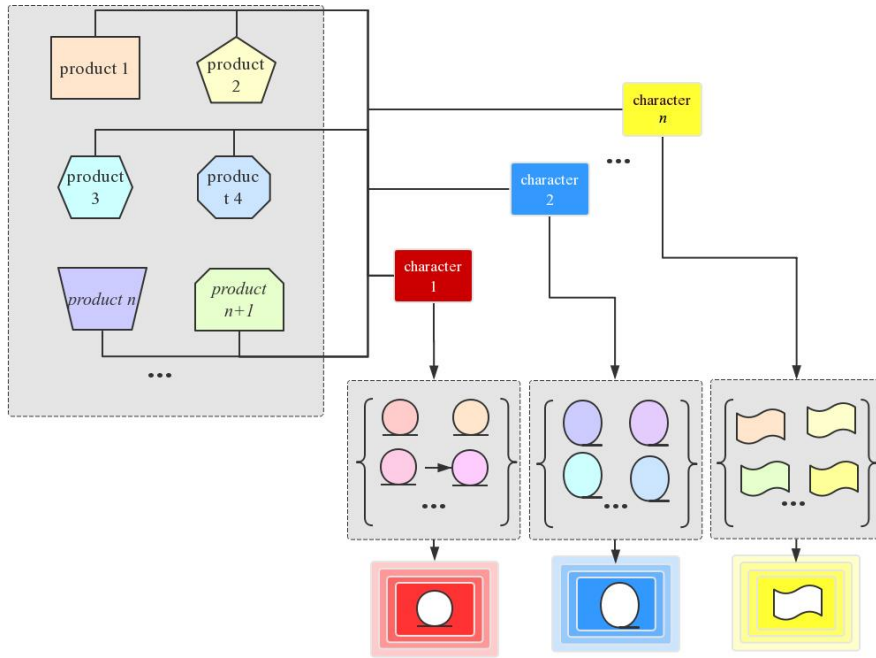 product 1
product
2
character
n
product
3
produc
t 4
character
2
product n
product
n+1
character
1